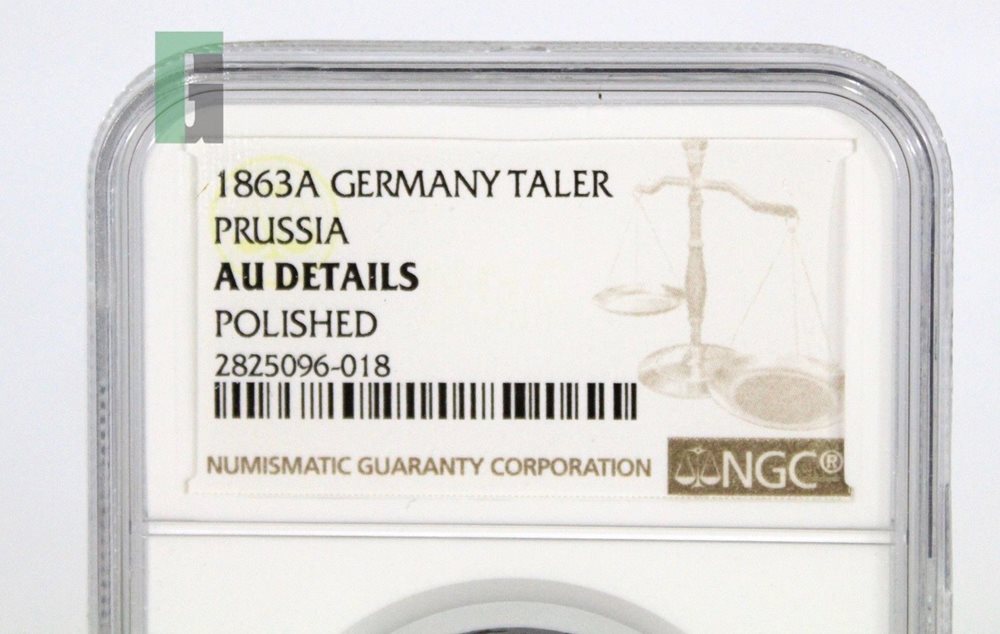 G
1863A GERMANY TALER
PRUSSIA
AU DETAILS
POLISHED
2825096-018
NUMISMATIC GUARANTY CORPORATION
NGC®